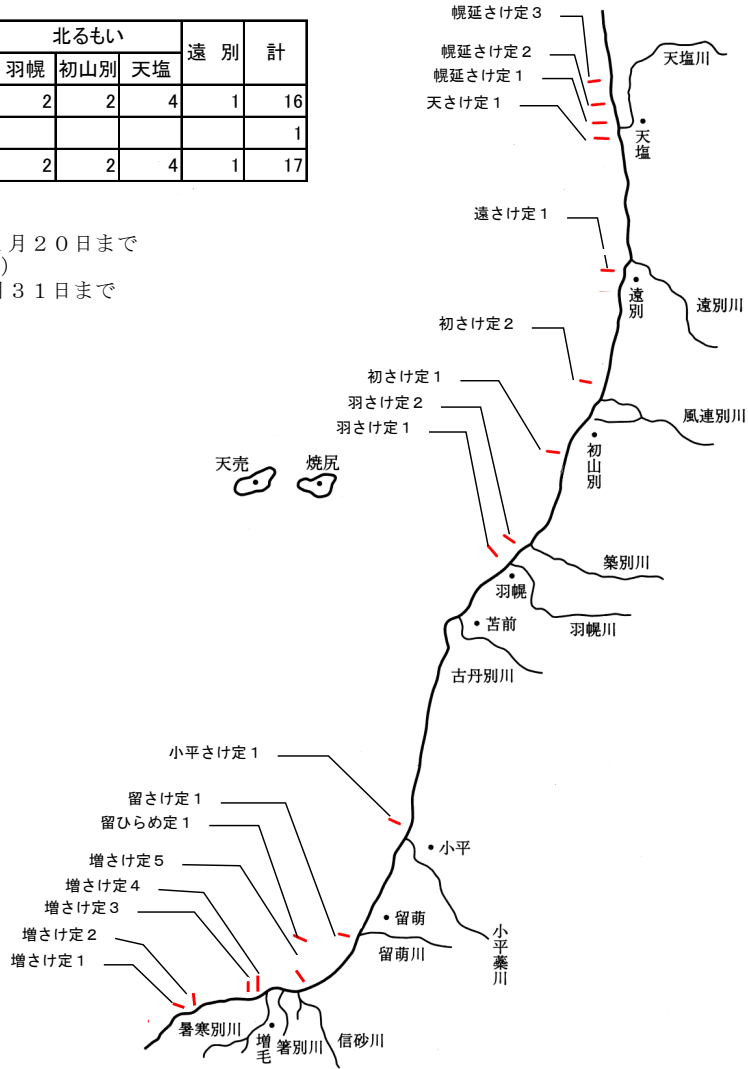 北るもい 遠 別 計
羽幌 初山別 天塩
2 2 4 1 16
1
2 2 4 1 17
月２０日まで
）
月３１日まで
幌延さけ定３
幌延さけ定２
幌延さけ定１
天さけ定１
天塩川
天塩
遠さけ定１
遠別
遠別川
初さけ定２
初さけ定１
羽さけ定２
羽さけ定１
風連別川
初山別
天売
焼尻
築別川
羽幌
羽幌川
苫前
古丹別川
小平さけ定１
留さけ定１
留ひらめ定１
増さけ定５
増さけ定４
増さけ定３
増さけ定２
増さけ定１
小平
小平蘂川
留萌
留萌川
暑寒別川
増毛
箸別川
信砂川